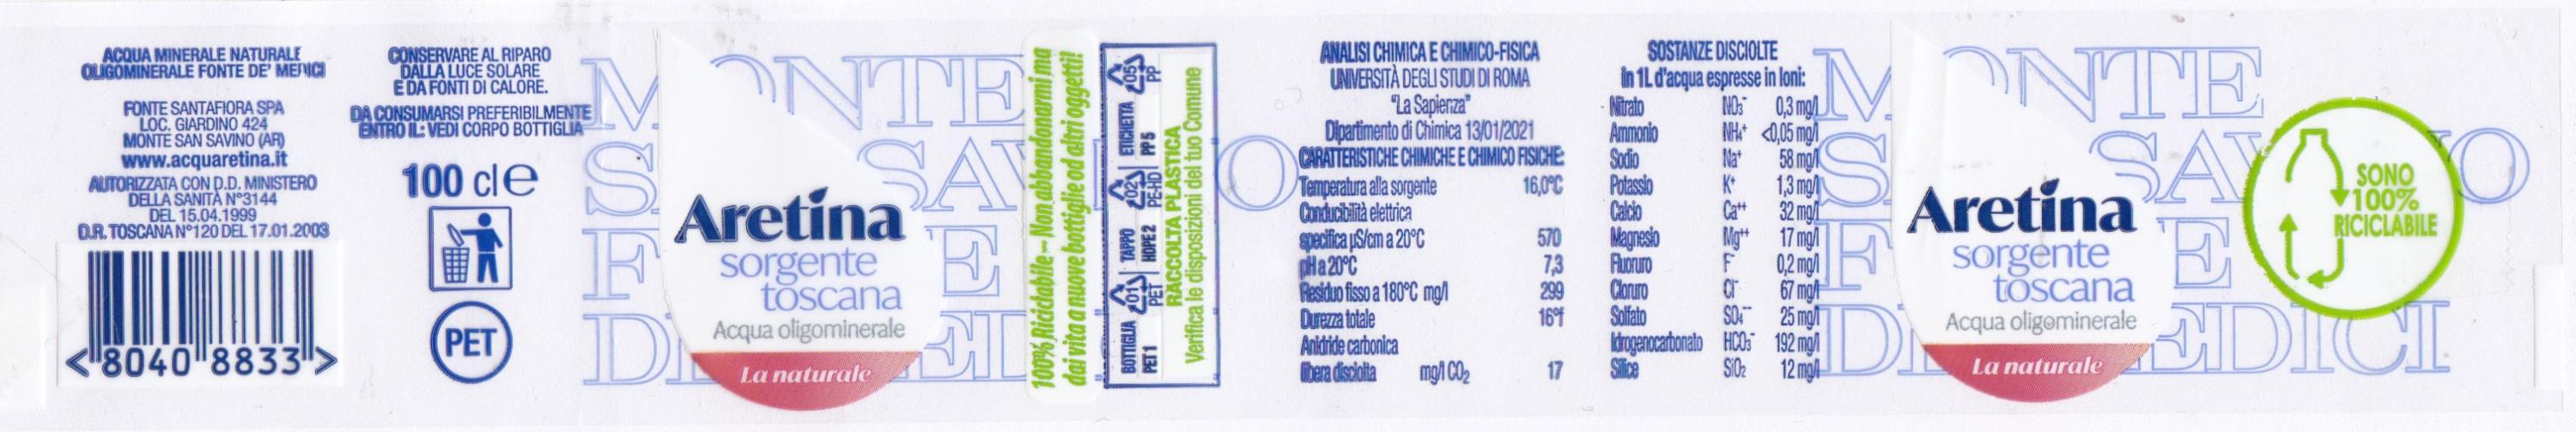 ACQUA MINERALE NATURALE
OLIGOMINERALE FONTE DE' MEDICI
FONTE SANTAFIORA SPA
LOC. GIARDINO 424
MONTE SAN SAVINO (AR)
www.acquaretina.it
AUTORIZZATA CON D.D. MINISTERO
DELLA SANITÀ N°3144
DEL 15.04.1999
D.R. TOSCANA N°120 DEL 17.01.2003
<8040 8833>
CONSERVARE AL RIPARO
DALLA LUCE SOLARE
E DA FONTI DI CALORE.
DA CONSUMARSI PREFERIBILMENTE
ENTRO IL: VEDI CORPO BOTTIGLIA
100 cl e
PET
MONTE
SAVINO
FE
DEI MEDICI
Aretina
sorgente
toscana
Acqua oligominerale
La naturale
100% Riciclabile - Non abbandonarmi ma
dai vita a nuove bottiglie od altri oggetti!
BOTTIGLIA 01 PET TAPPO 02 PE-HD ETICHETTA 05 PP
PET 1 HDPE 2 PP 5
RACCOLTA PLASTICA
Verifica le disposizioni del tuo Comune
ANALISI CHIMICA E CHIMICO-FISICA
UNIVERSITÀ DEGLI STUDI DI ROMA
"La Sapienza"
Dipartimento di Chimica 13/01/2021
CARATTERISTICHE CHIMICHE E CHIMICO FISICHE:
Temperatura alla sorgente 16,0°C
Conducibilità elettrica
specifica µS/cm a 20°C 570
pH a 20°C 7,3
Residuo fisso a 180°C mg/l 299
Durezza totale 16°f
Anidride carbonica
libera disciolta mg/l CO₂ 17
SOSTANZE DISCIOLTE
In 1L d'acqua espresse in Ioni:
Nitrato NO₃⁻ 0,3 mg/l
Ammonio NH₄⁺ <0,05 mg/l
Sodio Na⁺ 58 mg/l
Potassio K⁺ 1,3 mg/l
Calcio Ca⁺⁺ 32 mg/l
Magnesio Mg⁺⁺ 17 mg/l
Fluoruro F⁻ 0,2 mg/l
Cloruro Cl⁻ 67 mg/l
Solfato SO₄⁻⁻ 25 mg/l
Idrogenocarbonato HCO₃⁻ 192 mg/l
Silice SiO₂ 12 mg/l
Aretina
sorgente
toscana
Acqua oligominerale
La naturale
SONO
100%
RICICLABILE